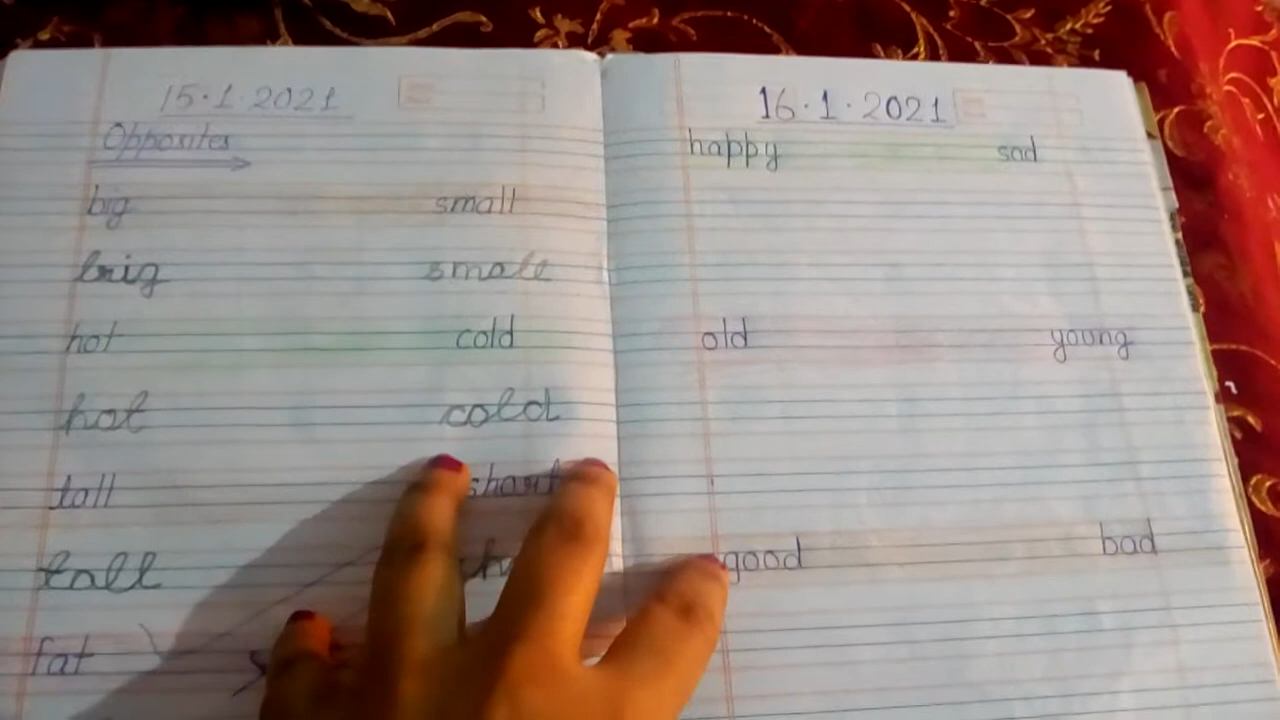 15.1.2021
Opposites
big small
big small
hot cold
hot cold
tall short
tall
fat
16.1.2021
happy sad
old young
good bad